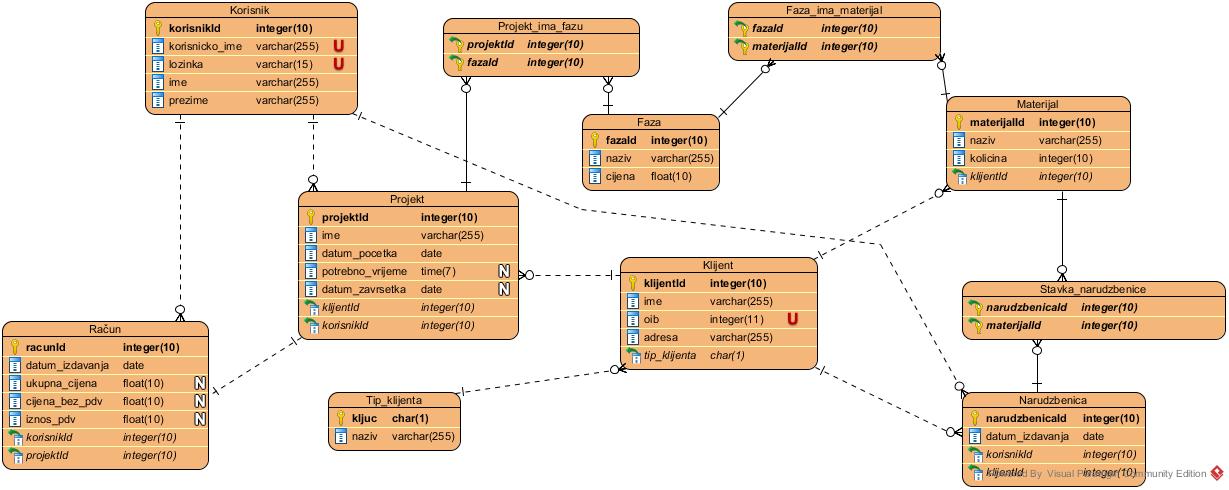 Korisnik
korisnikId integer(10)
korisnicko_ime varchar(255) U
lozinka varchar(15) U
ime varchar(255)
prezime varchar(255)
Projekt_ima_fazu
projektId integer(10)
fazaId integer(10)
Faza_ima_materijal
fazaId integer(10)
materijalId integer(10)
Faza
fazaId integer(10)
naziv varchar(255)
cijena float(10)
Materijal
materijalId integer(10)
naziv varchar(255)
kolicina integer(10)
klijentId integer(10)
Projekt
projektId integer(10)
ime varchar(255)
datum_pocetka date
potrebno_vrijeme time(7) N
datum_zavrsetka date N
klijentId integer(10)
korisnikId integer(10)
Klijent
klijentId integer(10)
ime varchar(255)
oib integer(11) U
adresa varchar(255)
tip_klijenta char(1)
Stavka_narudzbenice
narudzbenicaId integer(10)
materijalId integer(10)
Račun
racunId integer(10)
datum_izdavanja date
ukupna_cijena float(10) N
cijena_bez_pdv float(10) N
iznos_pdv float(10) N
korisnikId integer(10)
projektId integer(10)
Tip_klijenta
kljuc char(1)
naziv varchar(255)
Narudzbenica
narudzbenicaId integer(10)
datum_izdavanja date
korisnikId integer(10)
klijentId integer(10)
Powered By Visual Paradigm Community Edition